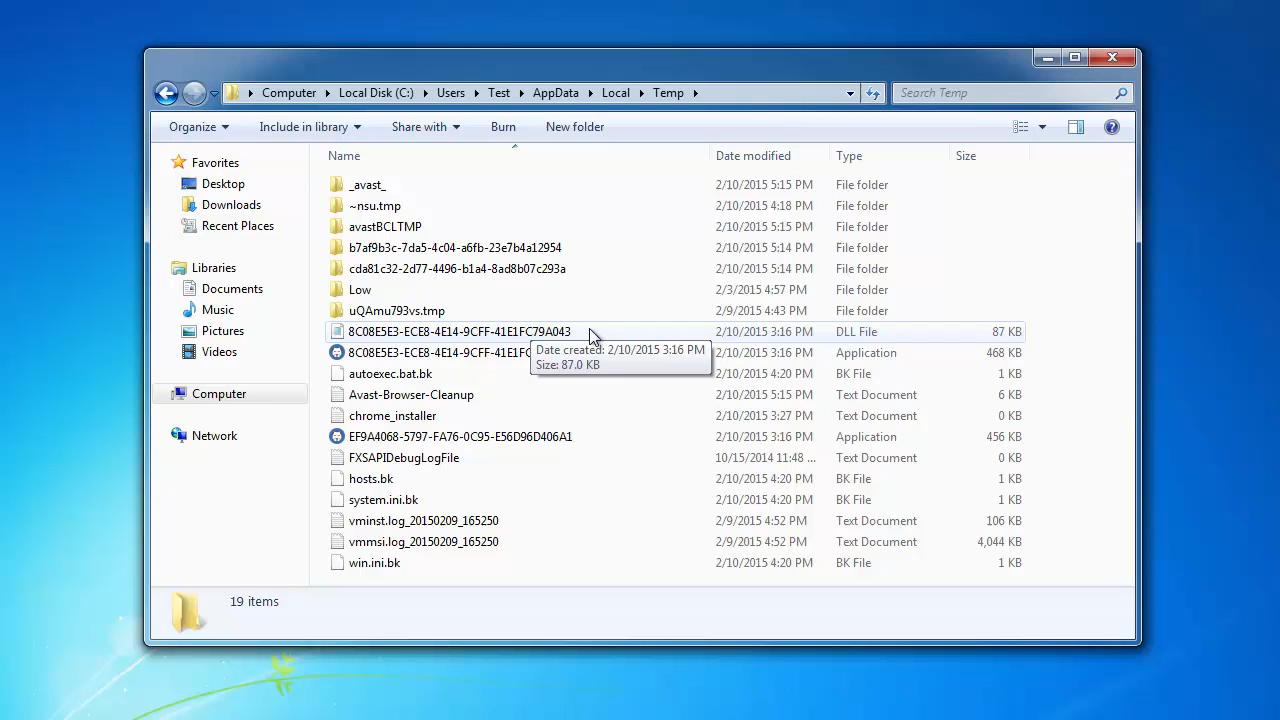 Computer Local Disk (C:) Users Test AppData Local Temp Search Temp
Organize Include in library Share with Burn New folder
Name Date modified Type Size
Favorites
Desktop
Downloads
Recent Places
Libraries
Documents
Music
Pictures
Videos
Computer
Network
_avast_ 2/10/2015 5:15 PM File folder
~nsu.tmp 2/10/2015 4:18 PM File folder
avastBCLTMP 2/10/2015 5:15 PM File folder
b7af9b3c-7da5-4c04-a6fb-23e7b4a12954 2/10/2015 5:14 PM File folder
cda81c32-2d77-4496-b1a4-8ad8b07c293a 2/10/2015 5:14 PM File folder
Low 2/3/2015 4:57 PM File folder
uQAmu793vs.tmp 2/9/2015 4:43 PM File folder
8C08E5E3-ECE8-4E14-9CFF-41E1FC79A043 2/10/2015 3:16 PM DLL File 87 KB
8C08E5E3-ECE8-4E14-9CFF-41E1FC 2/10/2015 3:16 PM Application 468 KB
Date created: 2/10/2015 3:16 PM
Size: 87.0 KB
autoexec.bat.bk 2/10/2015 4:20 PM BK File 1 KB
Avast-Browser-Cleanup 2/10/2015 5:15 PM Text Document 6 KB
chrome_installer 2/10/2015 3:27 PM Text Document 0 KB
EF9A4068-5797-FA76-0C95-E56D96D406A1 2/10/2015 3:16 PM Application 456 KB
FXSAPIDebugLogFile 10/15/2014 11:48 ... Text Document 0 KB
hosts.bk 2/10/2015 4:20 PM BK File 1 KB
system.ini.bk 2/10/2015 4:20 PM BK File 1 KB
vminst.log_20150209_165250 2/9/2015 4:52 PM Text Document 106 KB
vmmsi.log_20150209_165250 2/9/2015 4:52 PM Text Document 4,044 KB
win.ini.bk 2/10/2015 4:20 PM BK File 1 KB
19 items